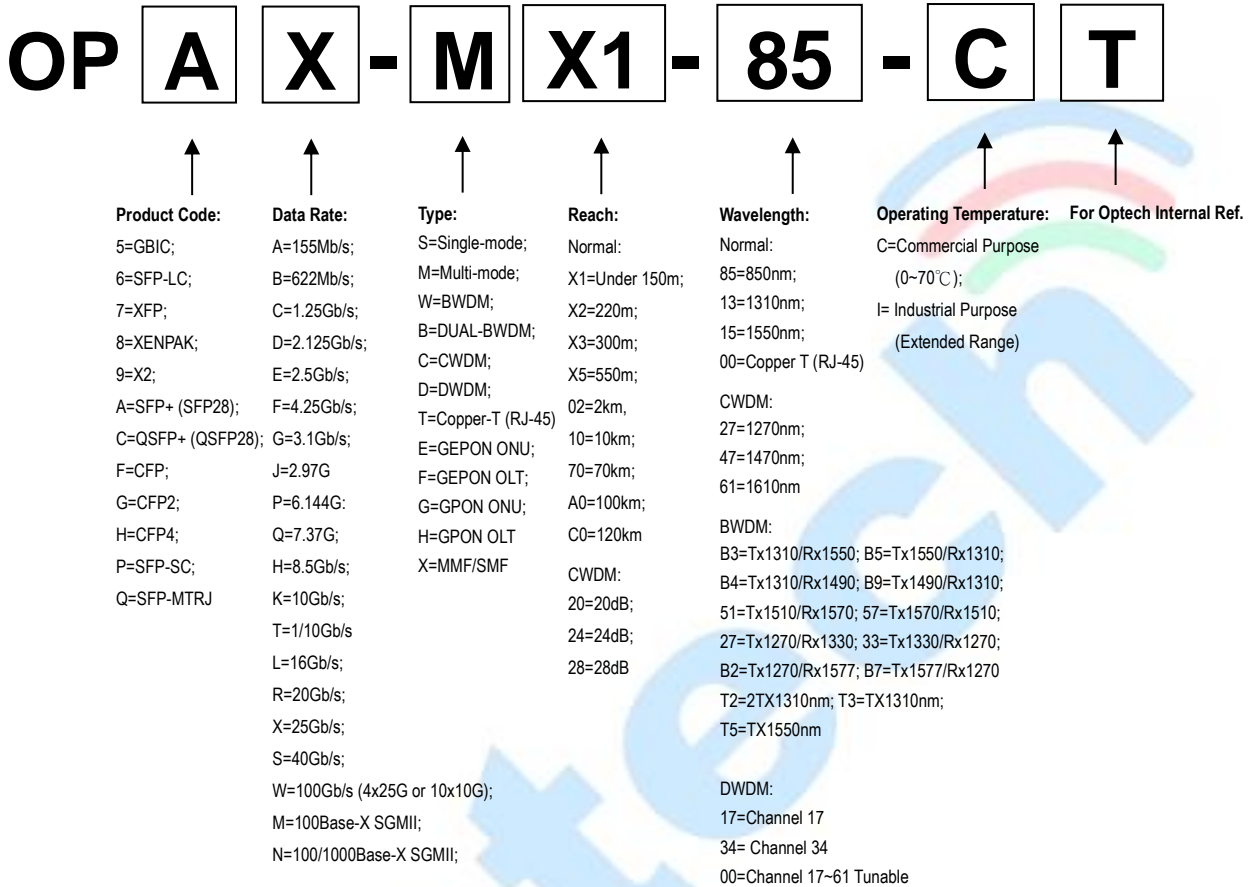 OP A X - M X1 - 85 - C T
Product Code:
5=GBIC;
6=SFP-LC;
7=XFP;
8=XENPAK;
9=X2;
A=SFP+ (SFP28);
C=QSFP+ (QSFP28);
F=CFP;
G=CFP2;
H=CFP4;
P=SFP-SC;
Q=SFP-MTRJ
Data Rate:
A=155Mb/s;
B=622Mb/s;
C=1.25Gb/s;
D=2.125Gb/s;
E=2.5Gb/s;
F=4.25Gb/s;
G=3.1Gb/s;
J=2.97G
P=6.144G:
Q=7.37G;
H=8.5Gb/s;
K=10Gb/s;
T=1/10Gb/s
L=16Gb/s;
R=20Gb/s;
X=25Gb/s;
S=40Gb/s;
W=100Gb/s (4x25G or 10x10G);
M=100Base-X SGMII;
N=100/1000Base-X SGMII;
Type:
S=Single-mode;
M=Multi-mode;
W=BWDM;
B=DUAL-BWDM;
C=CWDM;
D=DWDM;
T=Copper-T (RJ-45)
E=GEPON ONU;
F=GEPON OLT;
G=GPON ONU;
H=GPON OLT
X=MMF/SMF
Reach:
Normal:
X1=Under 150m;
X2=220m;
X3=300m;
X5=550m;
02=2km,
10=10km;
70=70km;
A0=100km;
C0=120km
CWDM:
20=20dB;
24=24dB;
28=28dB
Wavelength:
Normal:
85=850nm;
13=1310nm;
15=1550nm;
00=Copper T (RJ-45)
CWDM:
27=1270nm;
47=1470nm;
61=1610nm
BWDM:
B3=Tx1310/Rx1550; B5=Tx1550/Rx1310;
B4=Tx1310/Rx1490; B9=Tx1490/Rx1310;
51=Tx1510/Rx1570; 57=Tx1570/Rx1510;
27=Tx1270/Rx1330; 33=Tx1330/Rx1270;
B2=Tx1270/Rx1577; B7=Tx1577/Rx1270
T2=2TX1310nm; T3=TX1310nm;
T5=TX1550nm
DWDM:
17=Channel 17
34= Channel 34
00=Channel 17~61 Tunable
Operating Temperature:
C=Commercial Purpose
(0~70℃);
I= Industrial Purpose
(Extended Range)
For Optech Internal Ref.
tech